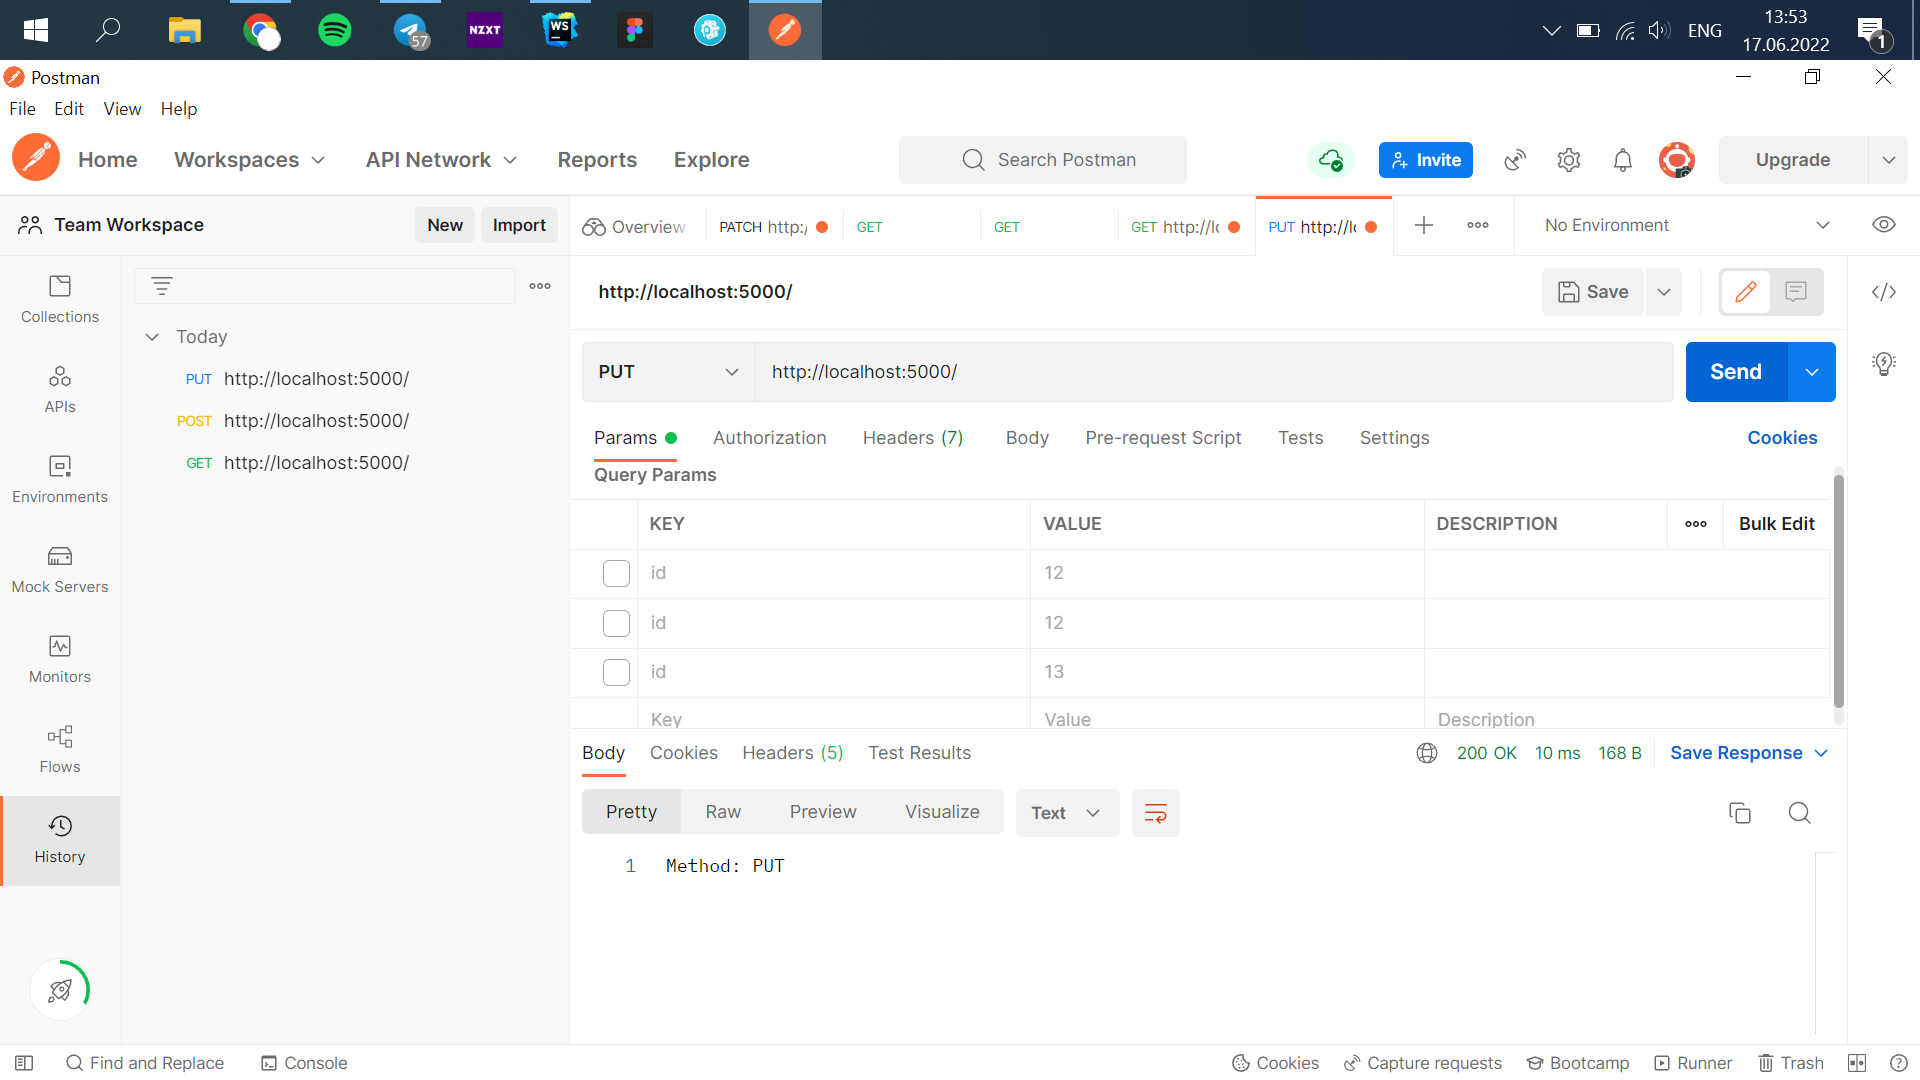 NZXT
WS
57
ENG
13:53
17.06.2022
1
Postman
File Edit View Help
Home Workspaces API Network Reports Explore
Search Postman
Invite
Upgrade
Team Workspace
New Import
Overview
PATCH http:/
GET
GET
GET http://lo
PUT http://lo
No Environment
Collections
APIs
Environments
Mock Servers
Monitors
Flows
History
Today
PUT http://localhost:5000/
POST http://localhost:5000/
GET http://localhost:5000/
http://localhost:5000/
Save
PUT http://localhost:5000/
Send
Params Authorization Headers (7) Body Pre-request Script Tests Settings Cookies
Query Params
KEY VALUE DESCRIPTION Bulk Edit
id 12
id 12
id 13
Key Value Description
Body Cookies Headers (5) Test Results
200 OK 10 ms 168 B Save Response
Pretty Raw Preview Visualize Text
1 Method: PUT
Find and Replace Console
Cookies Capture requests Bootcamp Runner Trash